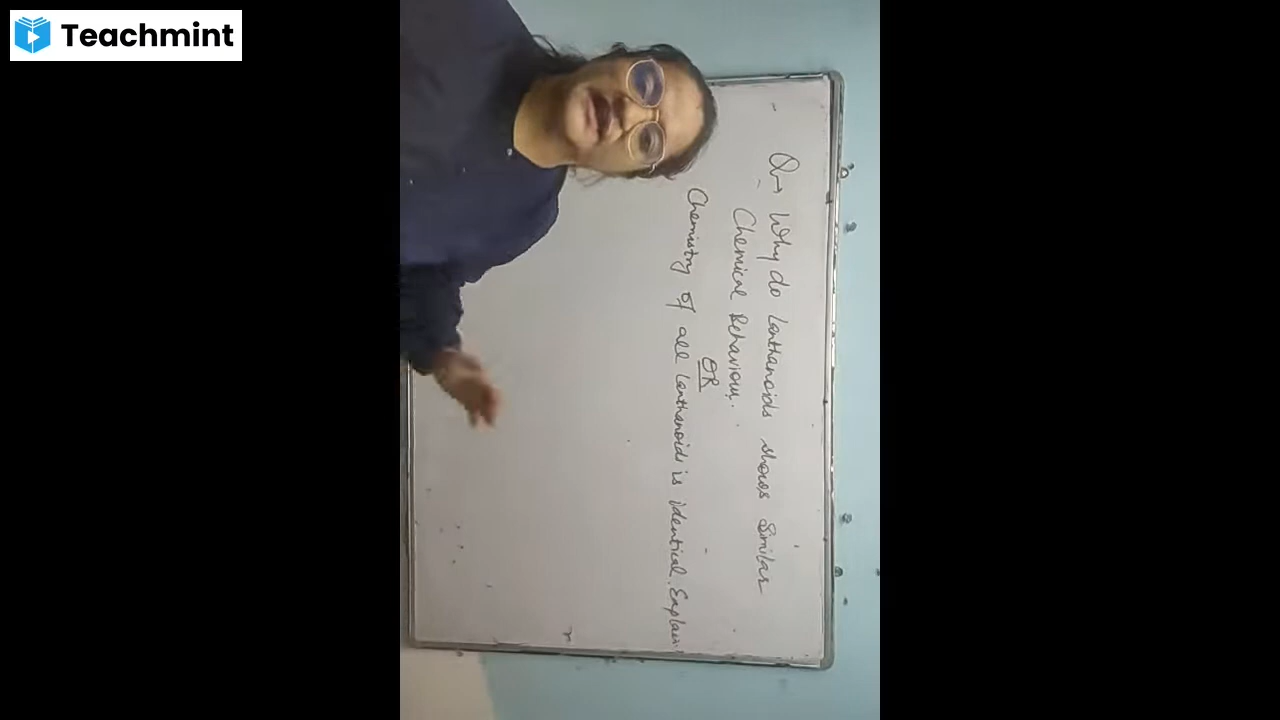 Teachmint
Q→ Why do lanthanoids shows Similar
Chemical Behaviour.
OR
Chemistry of all lanthanoids is identical. Explain